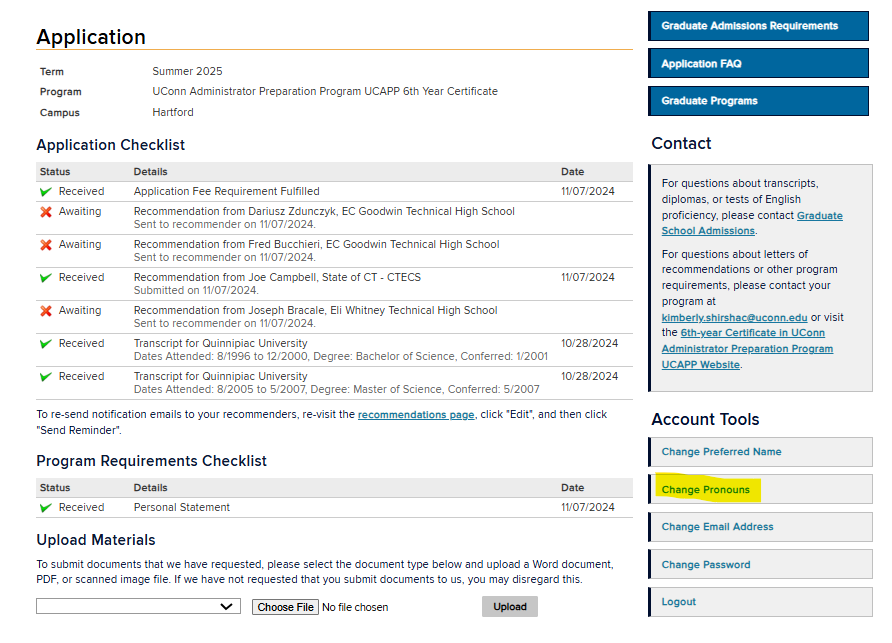 Application
Term Summer 2025
Program UConn Administrator Preparation Program UCAPP 6th Year Certificate
Campus Hartford
Application Checklist
Status Details Date
Received Application Fee Requirement Fulfilled 11/07/2024
Awaiting Recommendation from Dariusz Zdunczyk, EC Goodwin Technical High School
Sent to recommender on 11/07/2024.
Awaiting Recommendation from Fred Bucchieri, EC Goodwin Technical High School
Sent to recommender on 11/07/2024.
Received Recommendation from Joe Campbell, State of CT - CTECS 11/07/2024
Submitted on 11/07/2024.
Awaiting Recommendation from Joseph Bracale, Eli Whitney Technical High School
Sent to recommender on 11/07/2024.
Received Transcript for Quinnipiac University 10/28/2024
Dates Attended: 8/1996 to 12/2000, Degree: Bachelor of Science, Conferred: 1/2001
Received Transcript for Quinnipiac University 10/28/2024
Dates Attended: 8/2005 to 5/2007, Degree: Master of Science, Conferred: 5/2007
To re-send notification emails to your recommenders, re-visit the recommendations page, click "Edit", and then click
"Send Reminder".
Program Requirements Checklist
Status Details Date
Received Personal Statement 11/07/2024
Upload Materials
To submit documents that we have requested, please select the document type below and upload a Word document,
PDF, or scanned image file. If we have not requested that you submit documents to us, you may disregard this.
Choose File No file chosen Upload
Graduate Admissions Requirements
Application FAQ
Graduate Programs
Contact
For questions about transcripts,
diplomas, or tests of English
proficiency, please contact Graduate
School Admissions.
For questions about letters of
recommendations or other program
requirements, please contact your
program at
kimberly.shirshac@uconn.edu or visit
the 6th-year Certificate in UConn
Administrator Preparation Program
UCAPP Website.
Account Tools
Change Preferred Name
Change Pronouns
Change Email Address
Change Password
Logout